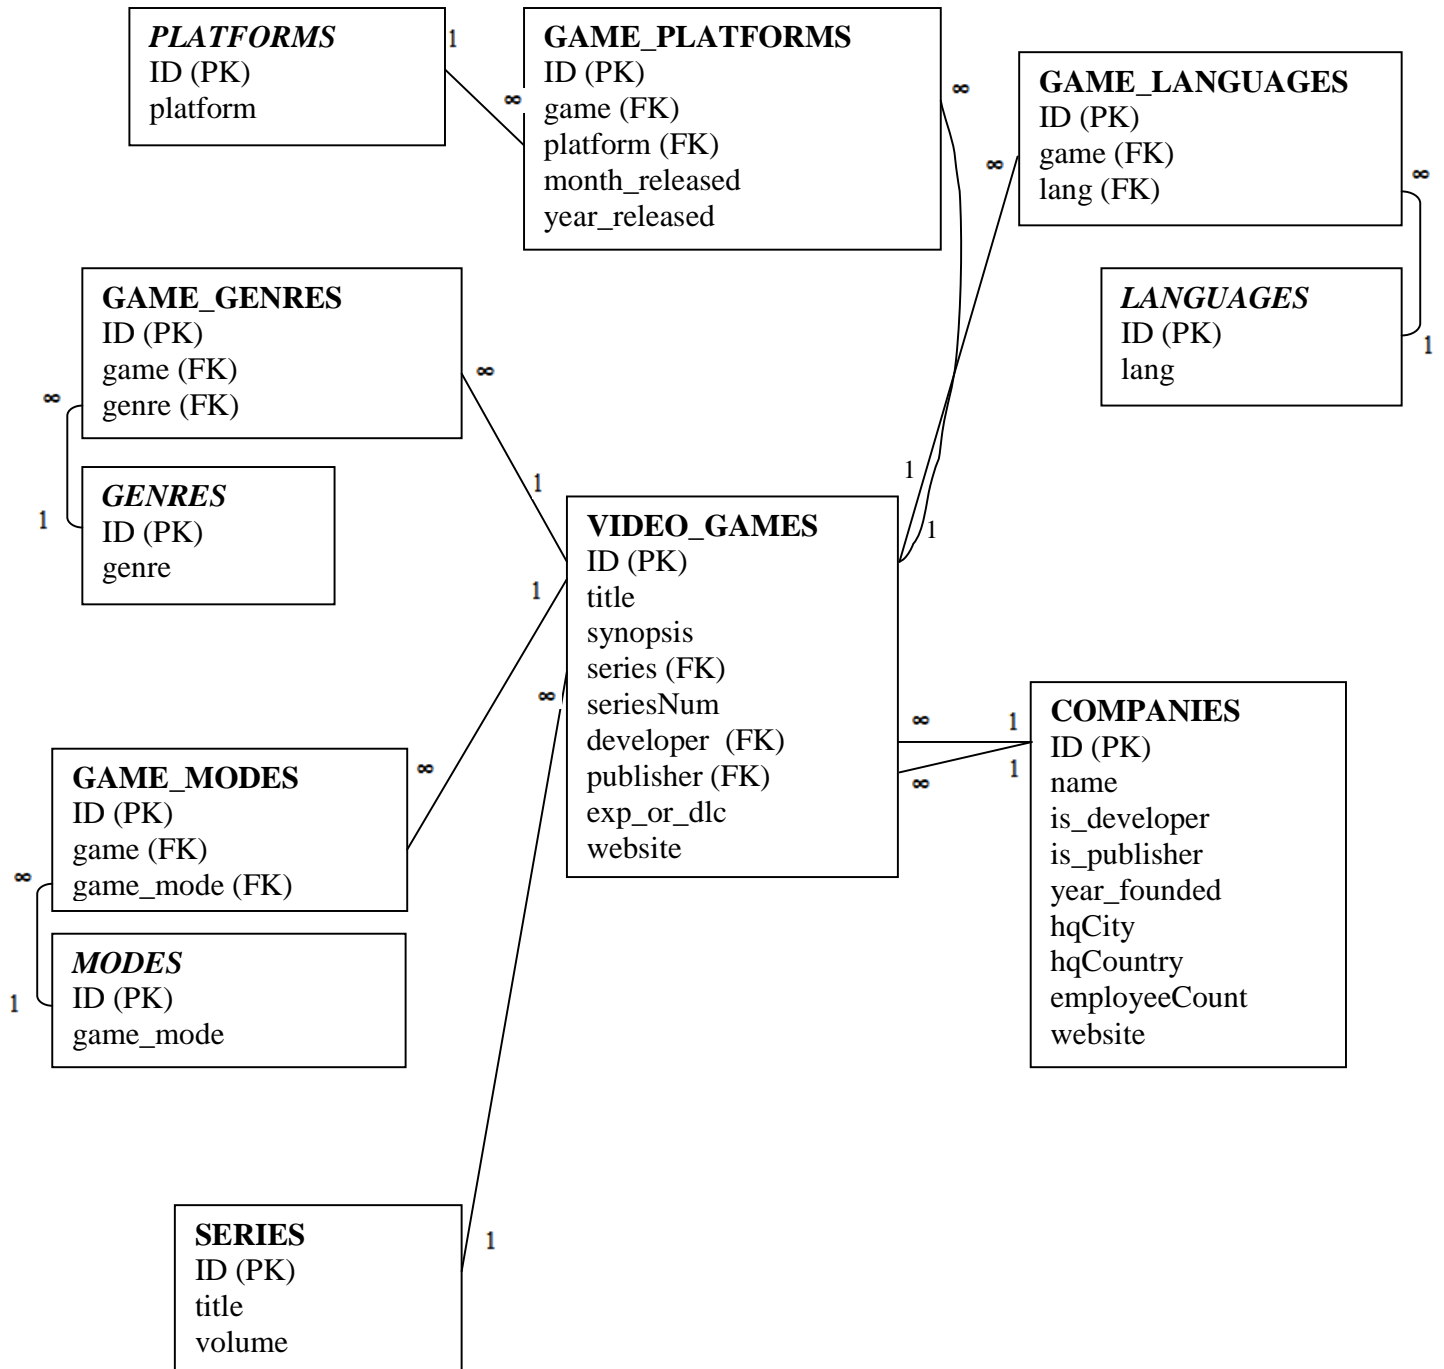 PLATFORMS
ID (PK)
platform
1
∞
GAME_PLATFORMS
ID (PK)
game (FK)
platform (FK)
month_released
year_released
∞
GAME_LANGUAGES
ID (PK)
game (FK)
lang (FK)
∞
∞
LANGUAGES
ID (PK)
lang
1
GAME_GENRES
ID (PK)
game (FK)
genre (FK)
∞
∞
GENRES
ID (PK)
genre
1
1
1
1
VIDEO_GAMES
ID (PK)
title
synopsis
series (FK)
seriesNum
developer (FK)
publisher (FK)
exp_or_dlc
website
1
∞
∞
1
∞
1
COMPANIES
ID (PK)
name
is_developer
is_publisher
year_founded
hqCity
hqCountry
employeeCount
website
GAME_MODES
ID (PK)
game (FK)
game_mode (FK)
∞
∞
MODES
ID (PK)
game_mode
1
SERIES
ID (PK)
title
volume
1